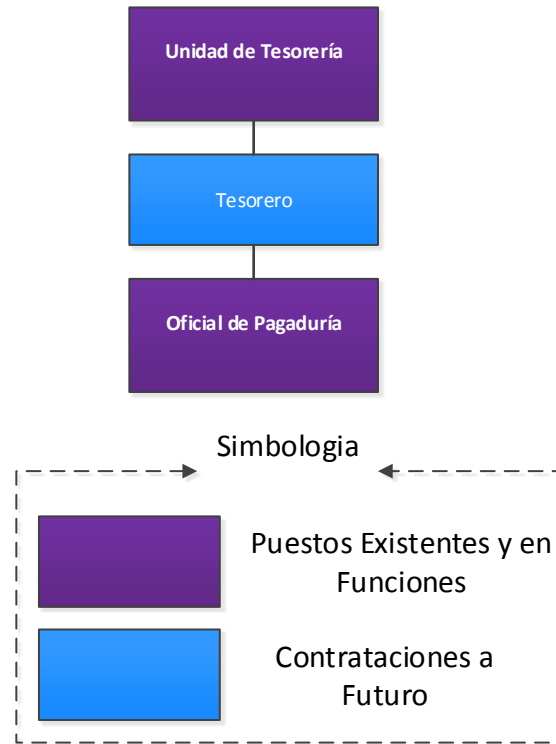 Unidad de Tesorería
Tesorero
Oficial de Pagaduría
Simbologia
Puestos Existentes y en
Funciones
Contrataciones a
Futuro